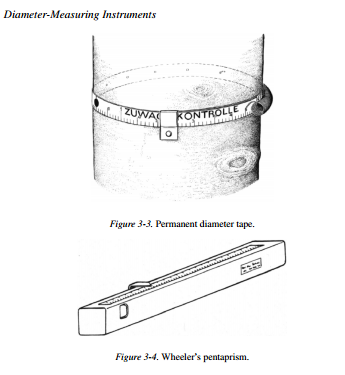 Diameter-Measuring Instruments
ZUWAC KONTROLLE
Figure 3-3. Permanent diameter tape.
Figure 3-4. Wheeler's pentaprism.